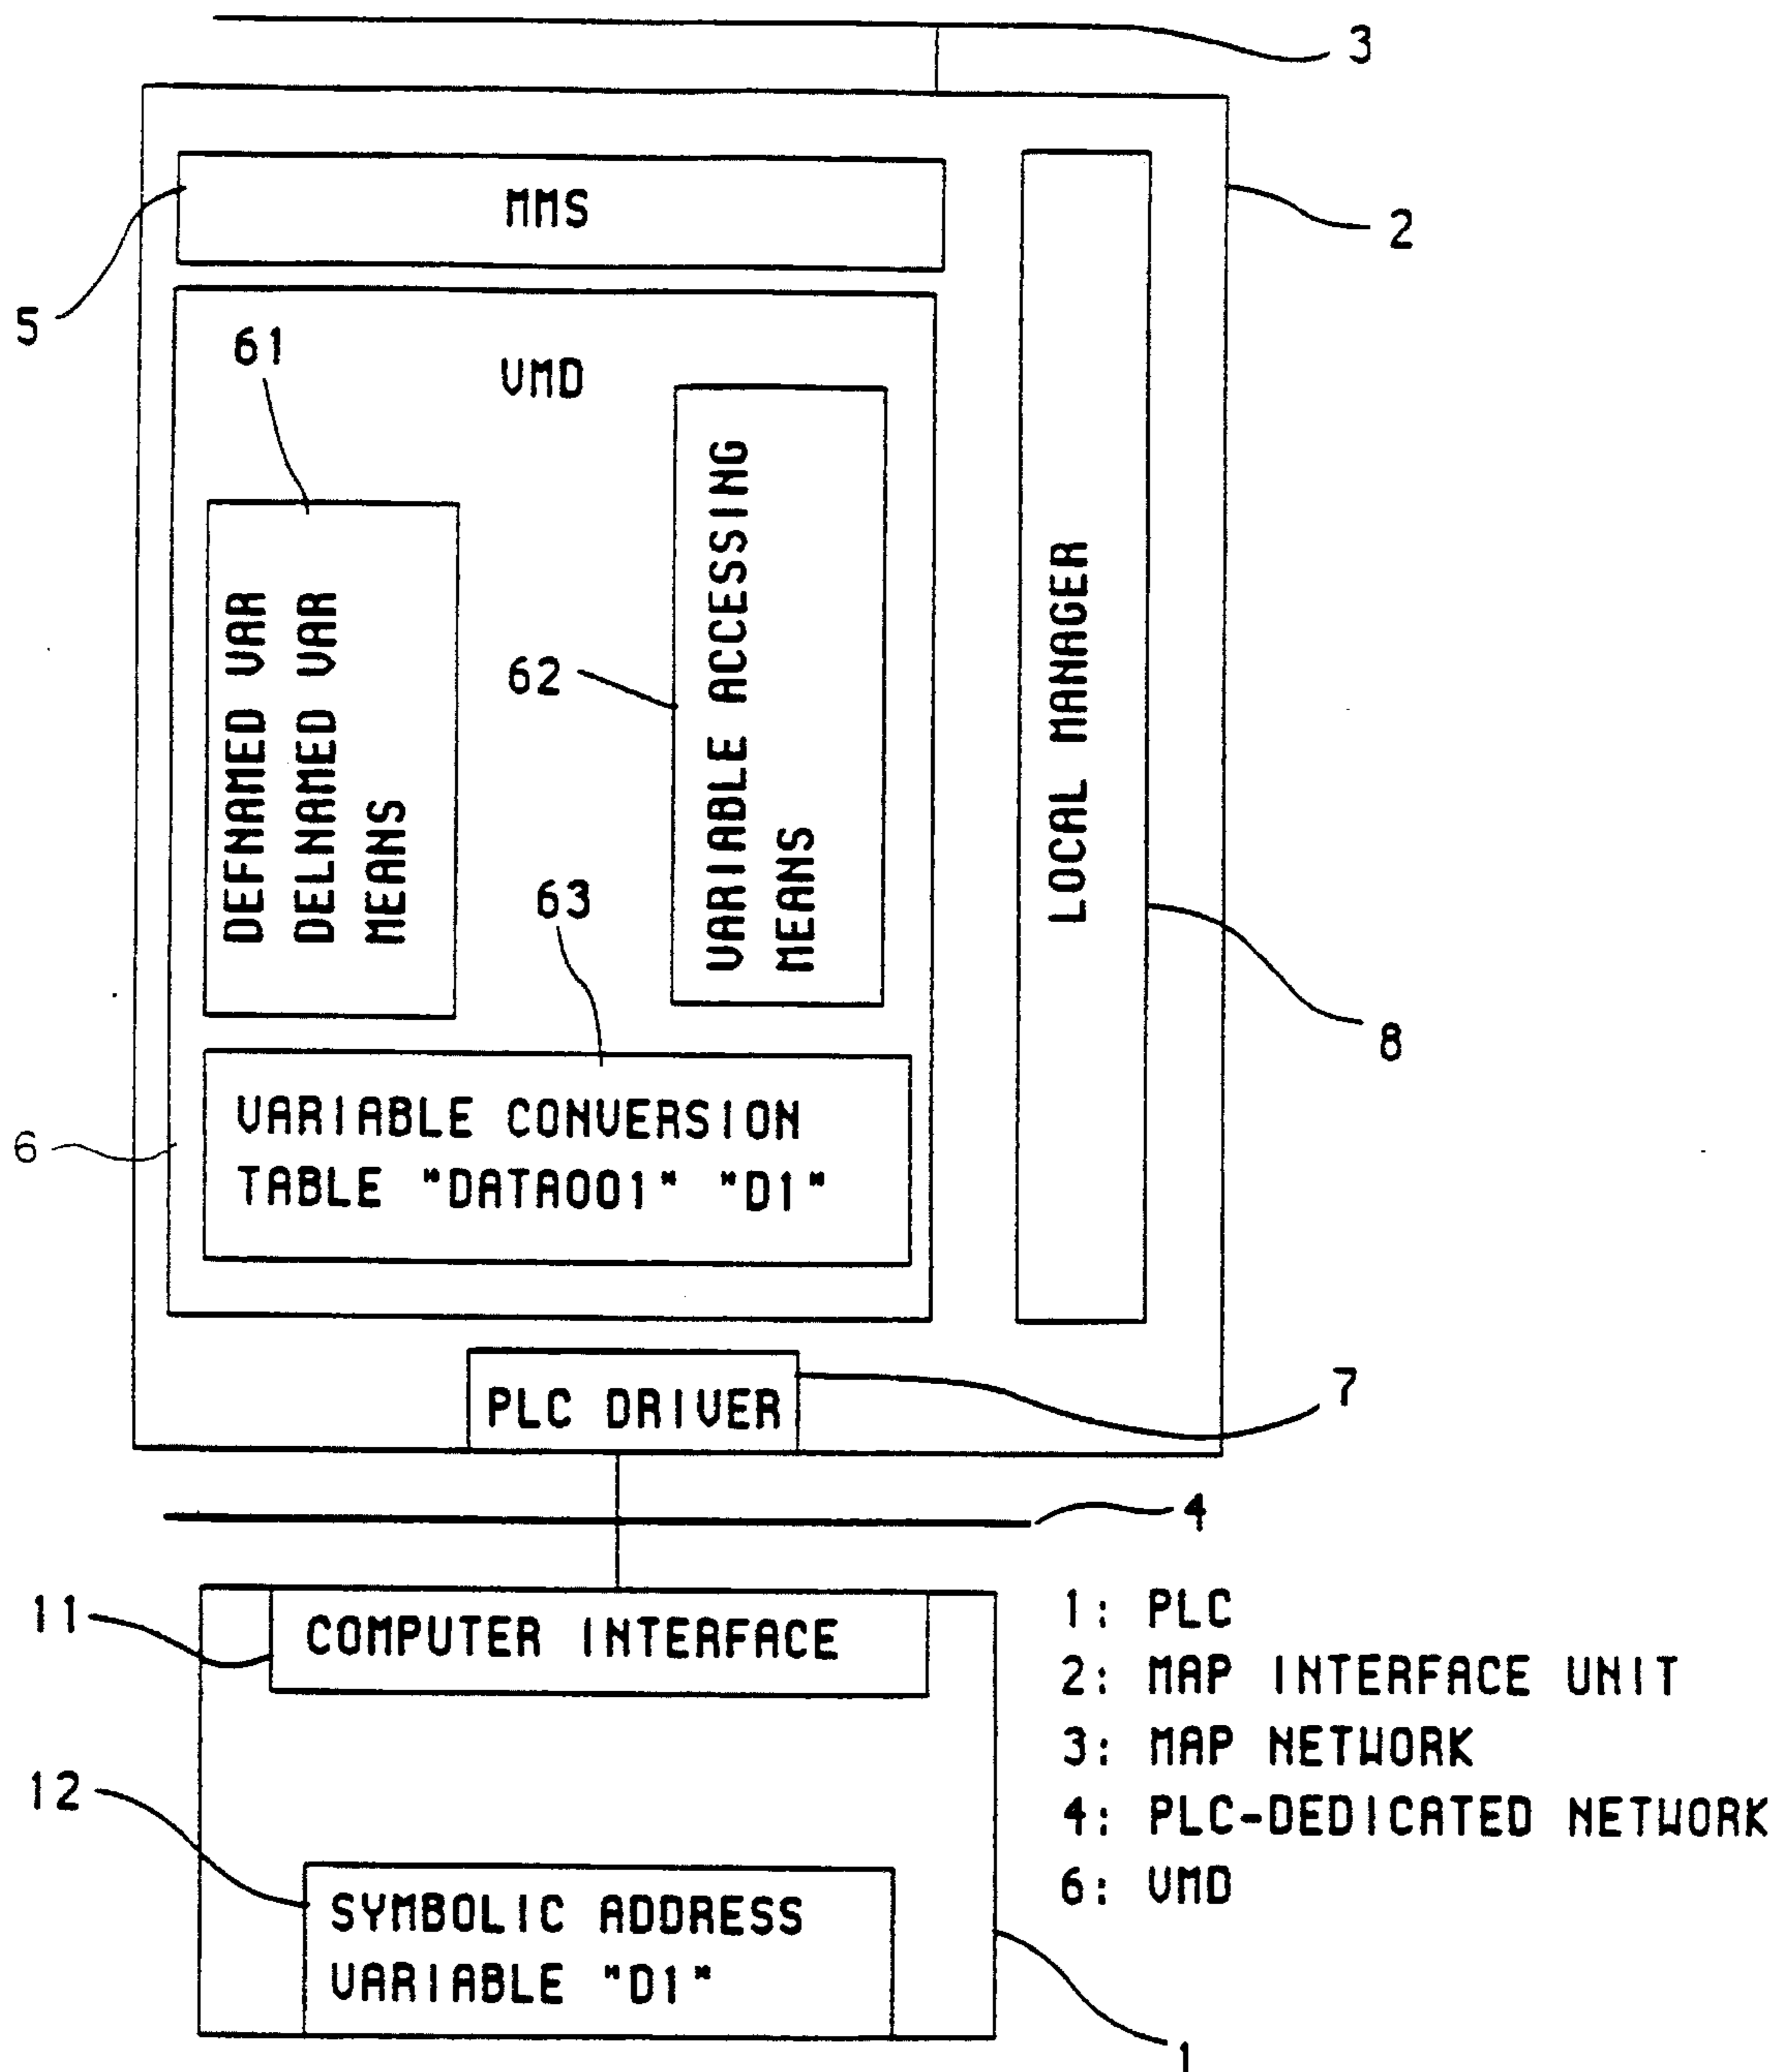 3
MMS
2
5
61
VMD
DEFNAMED VAR
DELNAMED VAR
MEANS
62
VARIABLE ACCESSING
MEANS
LOCAL MANAGER
63
8
VARIABLE CONVERSION
TABLE "DATA001" "D1"
6
7
PLC DRIVER
4
11
COMPUTER INTERFACE
12
SYMBOLIC ADDRESS
VARIABLE "D1"
1
1: PLC
2: MAP INTERFACE UNIT
3: MAP NETWORK
4: PLC-DEDICATED NETWORK
6: VMD